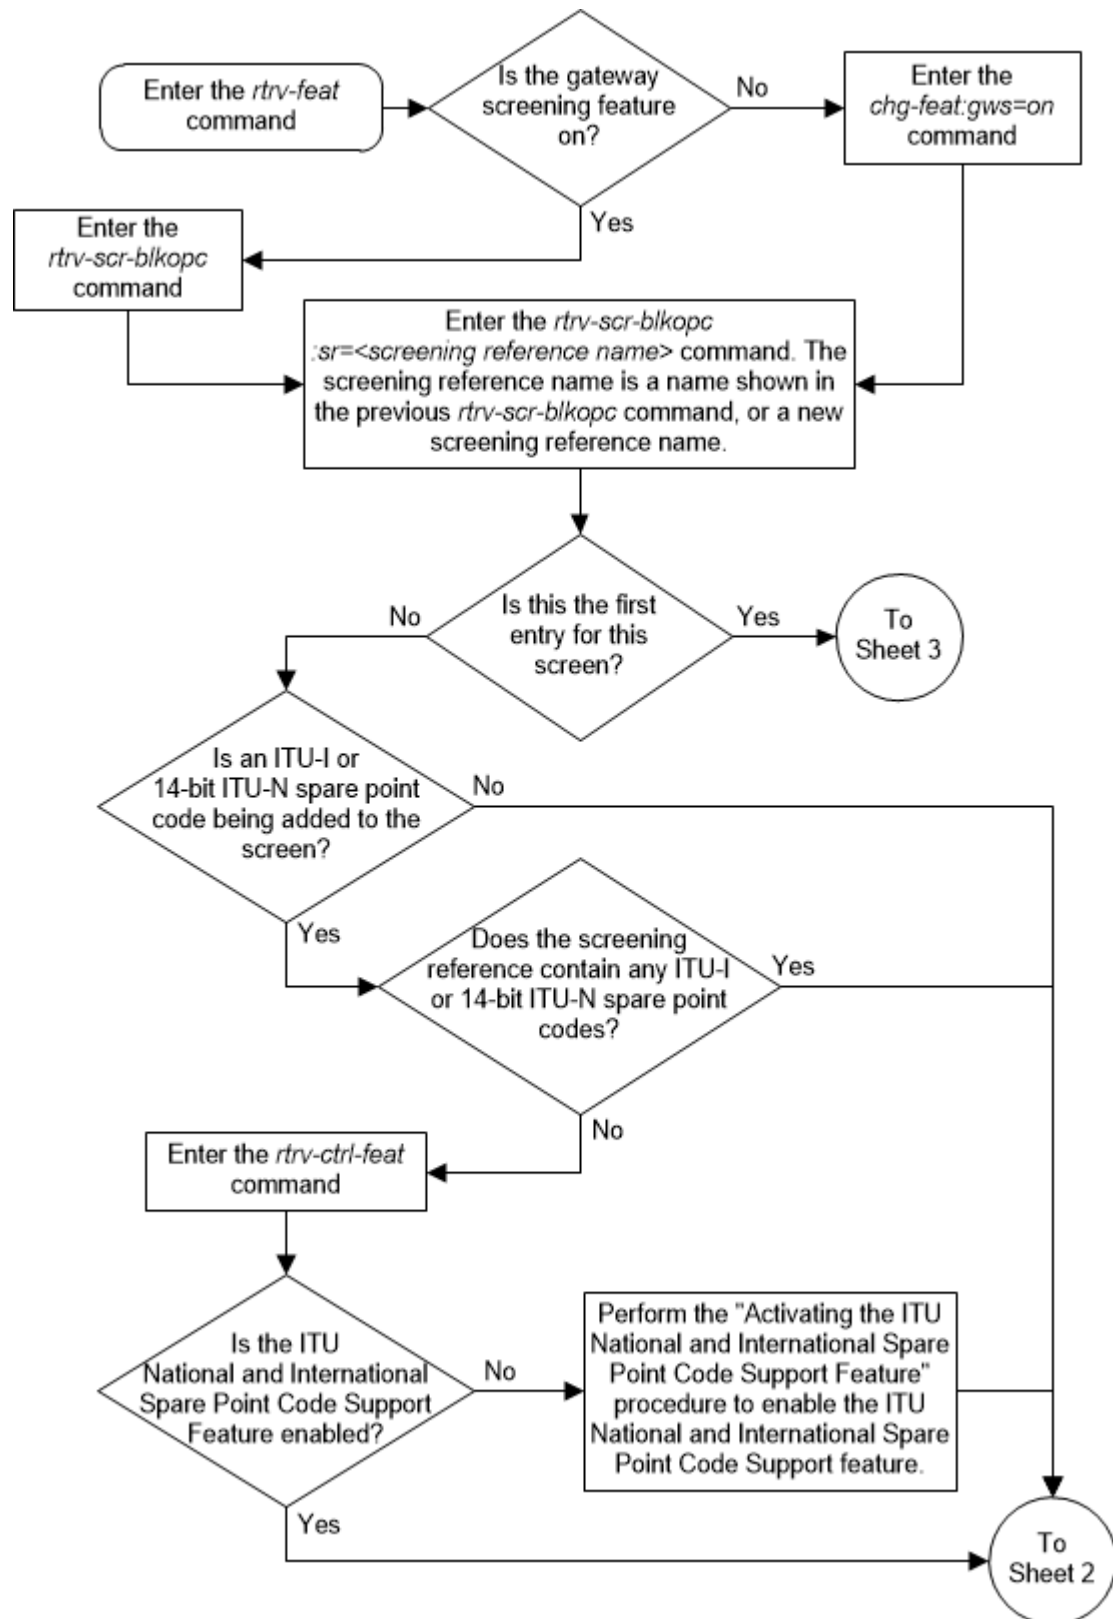 Enter the rtrv-feat
command
Is the gateway
screening feature
on?
No
Enter the
chg-feat:gws=on
command
Yes
Enter the
rtrv-scr-blkopc
command
Enter the rtrv-scr-blkopc
:sr=<screening reference name> command. The
screening reference name is a name shown in
the previous rtrv-scr-blkopc command, or a new
screening reference name.
No
Is this the first
entry for this
screen?
Yes
To
Sheet 3
Is an ITU-I or
14-bit ITU-N spare point
code being added to the
screen?
No
Yes
Does the screening
reference contain any ITU-I
or 14-bit ITU-N spare point
codes?
Yes
No
Enter the rtrv-ctrl-feat
command
Is the ITU
National and International
Spare Point Code Support
Feature enabled?
No
Perform the "Activating the ITU
National and International Spare
Point Code Support Feature"
procedure to enable the ITU
National and International Spare
Point Code Support feature.
Yes
To
Sheet 2